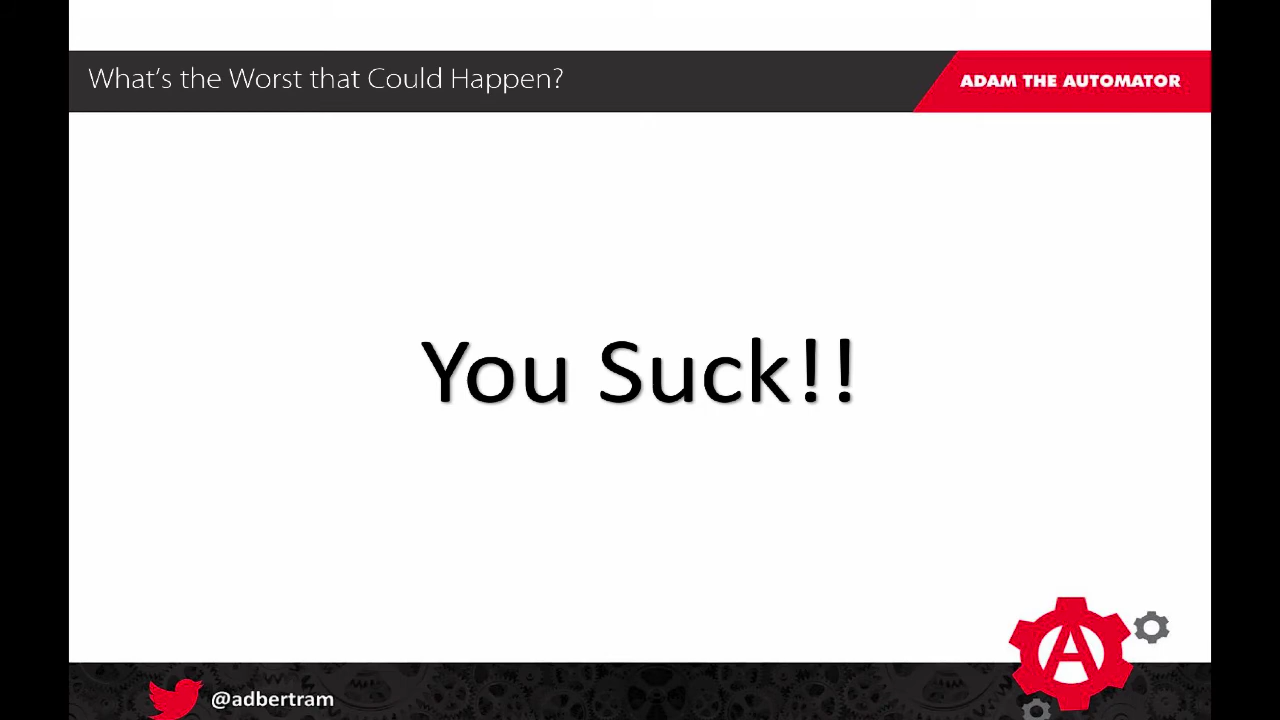 What's the Worst that Could Happen?
ADAM THE AUTOMATOR
You Suck!!
A
@adbertram